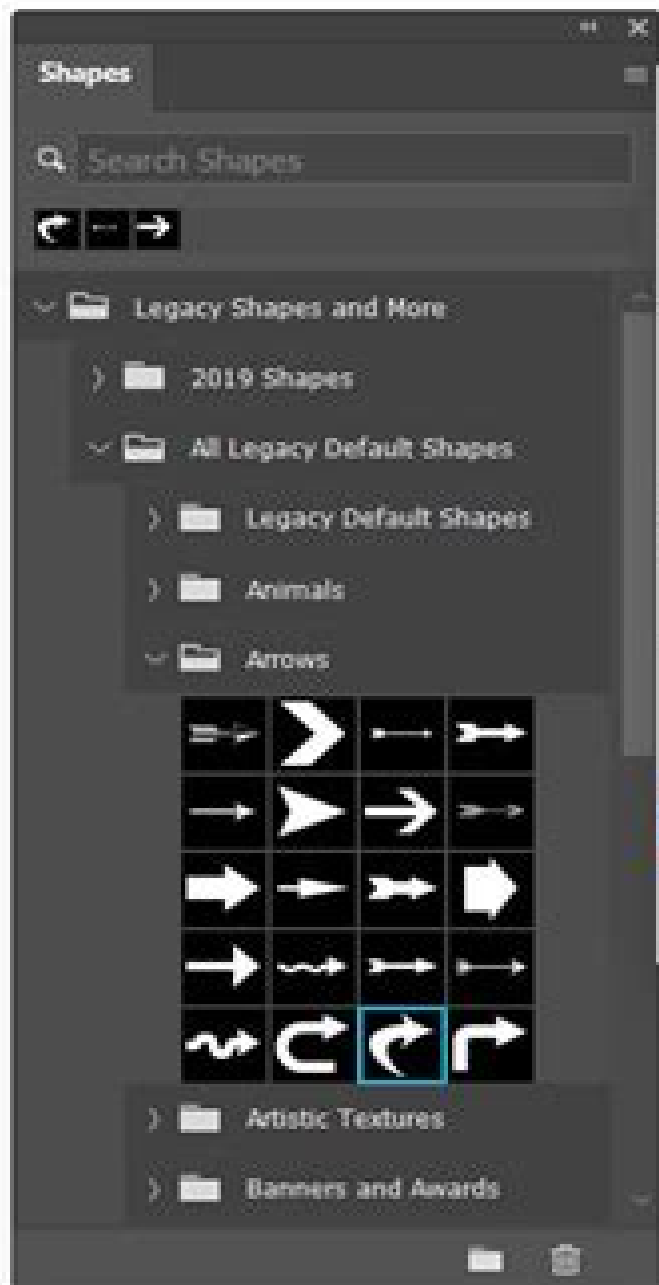 Shapes
Search Shapes
Legacy Shapes and More
2019 Shapes
All Legacy Default Shapes
Legacy Default Shapes
Animals
Arrows
Artistic Textures
Banners and Awards